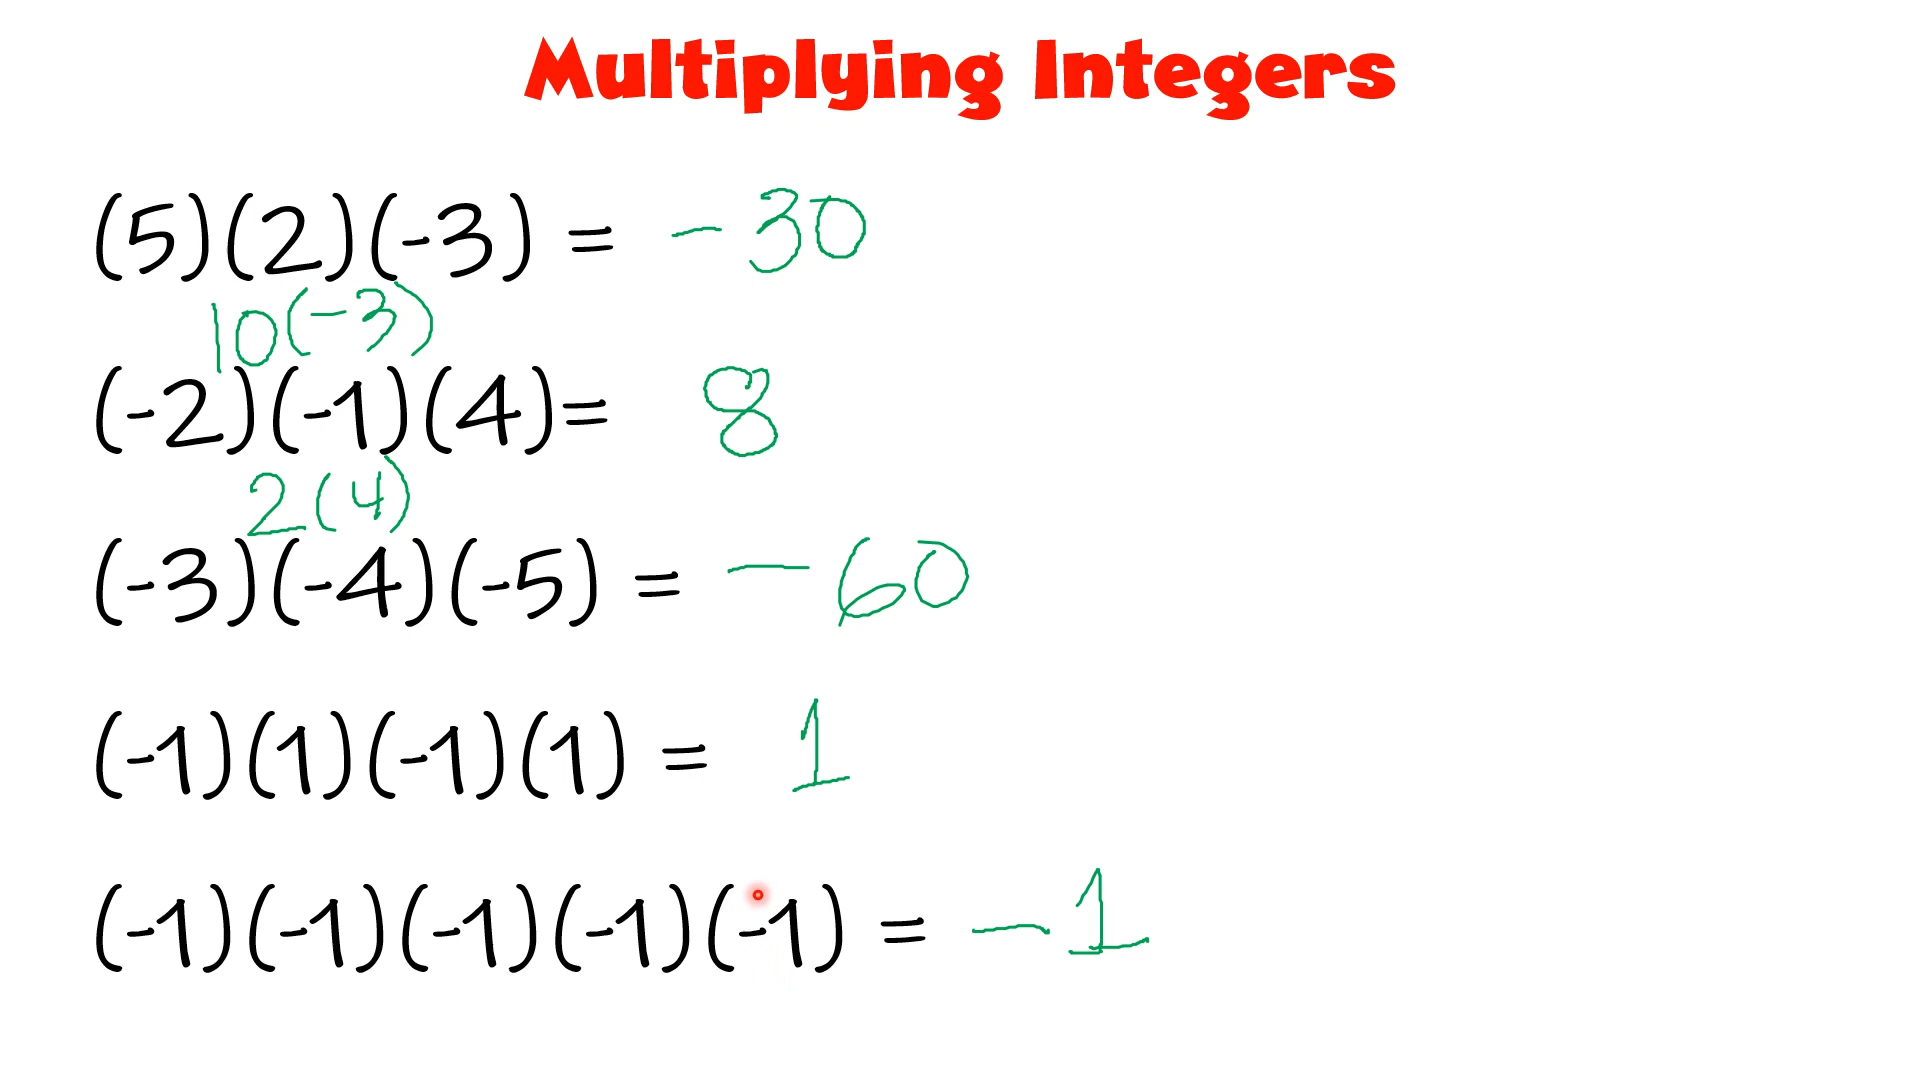 Multiplying Integers
(5)(2)(-3) = -30
10(-3)
(-2)(-1)(4)= 8
2(4)
(-3)(-4)(-5) = -60
(-1)(1)(-1)(1) = 1
(-1)(-1)(-1)(-1)(-1) = -1